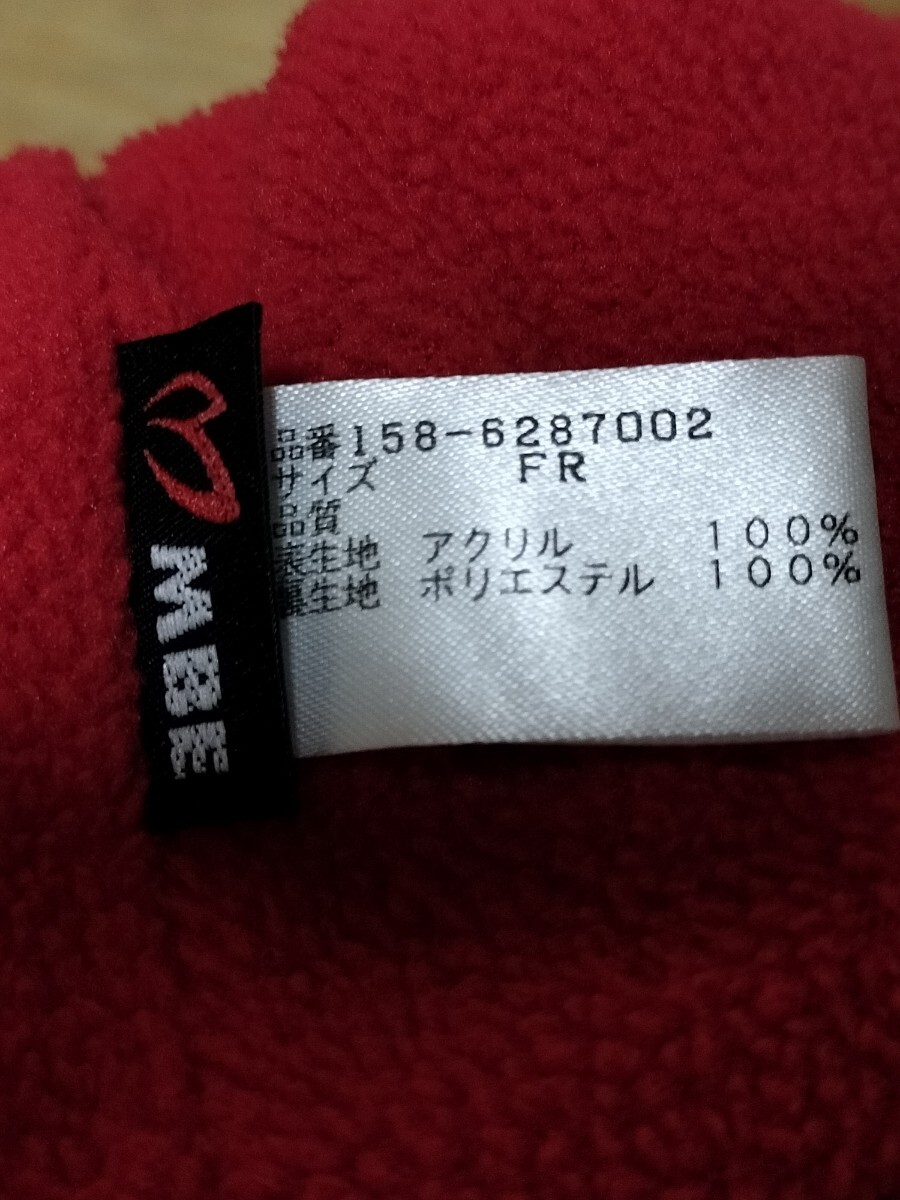 品番158-6287002
サイズ FR
品質
表生地 アクリル 100%
裏生地 ポリエステル 100%
MBE